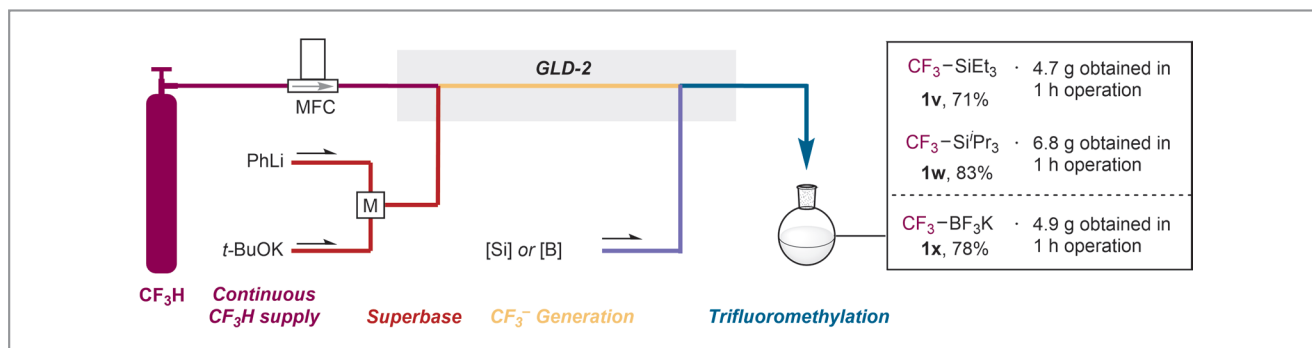 GLD-2
MFC
PhLi
M
t-BuOK
[Si] or [B]
CF₃H
Continuous
CF₃H supply
Superbase
CF₃⁻ Generation
Trifluoromethylation
CF₃–SiEt₃ · 4.7 g obtained in
1v, 71% 1 h operation
CF₃–SiⁱPr₃ · 6.8 g obtained in
1w, 83% 1 h operation
CF₃–BF₃K · 4.9 g obtained in
1x, 78% 1 h operation